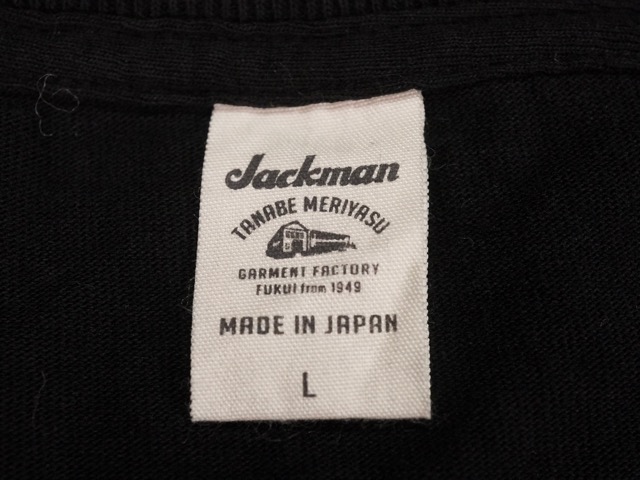 Jackman
TANABE MERIYASU
GARMENT FACTORY
FUKUI from 1949
MADE IN JAPAN
L